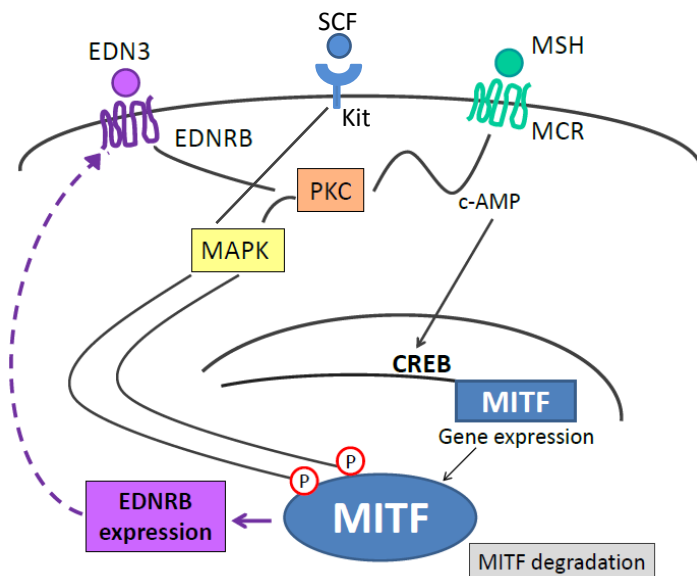 SCF
EDN3
MSH
Kit
EDNRB
MCR
PKC
c-AMP
MAPK
CREB
MITF
Gene expression
P
P
MITF
EDNRB
expression
MITF degradation